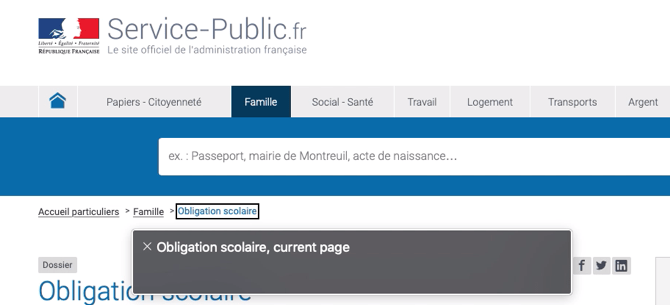 Service-Public.fr
Liberté • Égalité • Fraternité
RÉPUBLIQUE FRANÇAISE
Le site officiel de l'administration française
Papiers - Citoyenneté Famille Social - Santé Travail Logement Transports Argent
ex. : Passeport, mairie de Montreuil, acte de naissance...
Accueil particuliers > Famille > Obligation scolaire
Obligation scolaire, current page
Dossier
Obligation scolaire